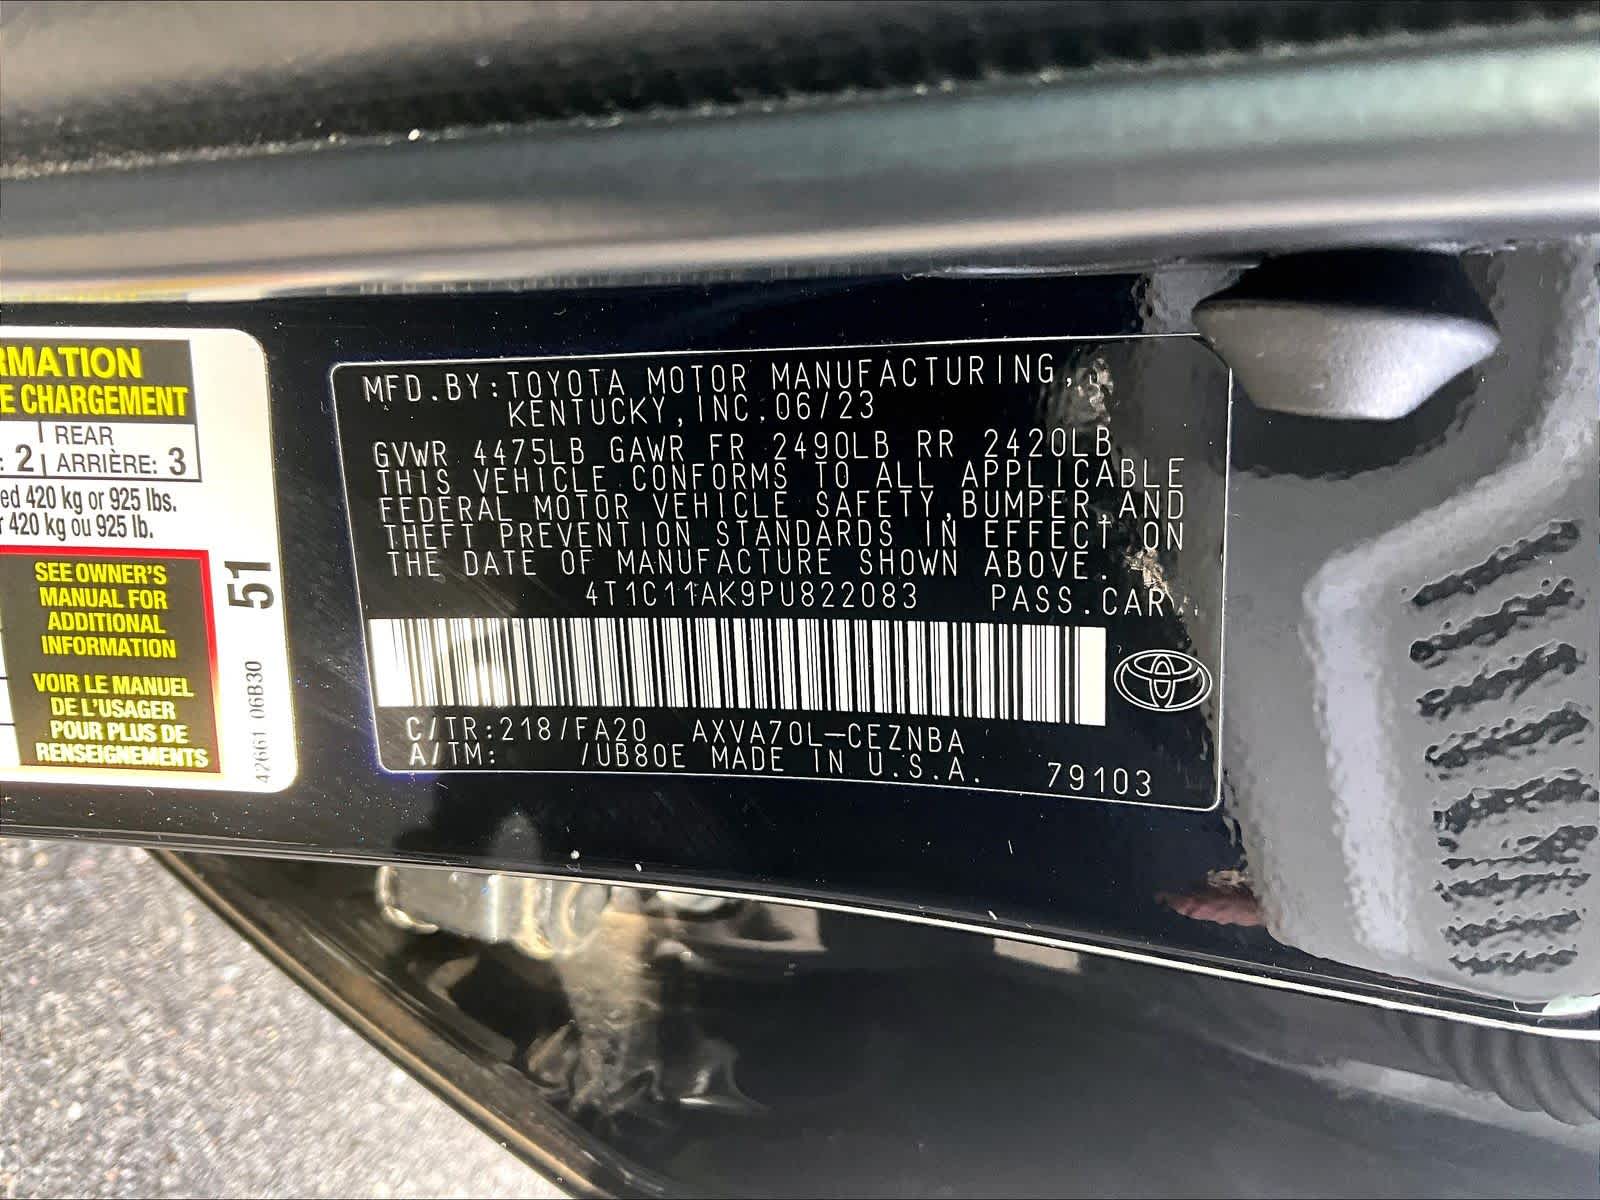 RMATION
E CHARGEMENT
: 2 REAR
ARRIÈRE: 3
ed 420 kg or 925 lbs.
r 420 kg ou 925 lb.
SEE OWNER'S
MANUAL FOR
ADDITIONAL
INFORMATION
VOIR LE MANUEL
DE L'USAGER
POUR PLUS DE
RENSEIGNEMENTS
51
42661 06B30
MFD.BY:TOYOTA MOTOR MANUFACTURING,
KENTUCKY, INC. 06/23
GVWR 4475LB GAWR FR 2490LB RR 2420LB
THIS VEHICLE CONFORMS TO ALL APPLICABLE
FEDERAL MOTOR VEHICLE SAFETY, BUMPER, AND
THEFT PREVENTION STANDARDS IN EFFECT ON
THE DATE OF MANUFACTURE SHOWN ABOVE.
4T1C11AK9PU822083 PASS.CAR
C/TR:218/FA20 AXVA70L-CEZNBA
A/TM: /UB80E MADE IN U.S.A. 79103